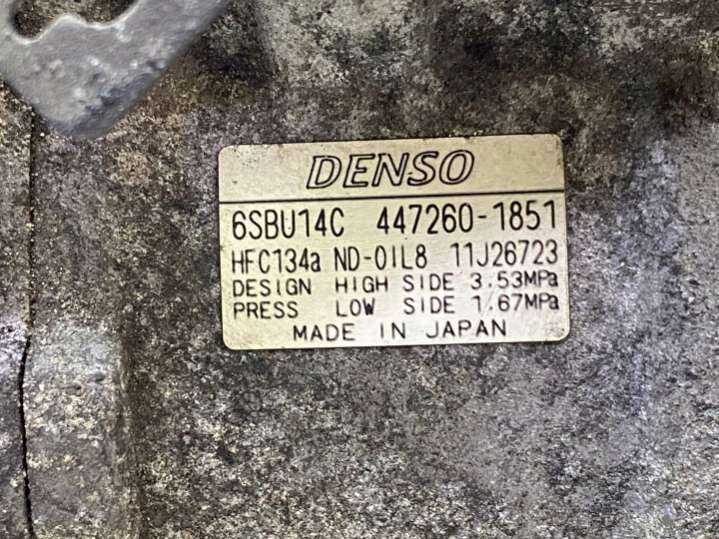 DENSO
6SBU14C 447260-1851
HFC134a ND-OIL8 11J26723
DESIGN HIGH SIDE 3.53MPa
PRESS LOW SIDE 1.67MPa
MADE IN JAPAN